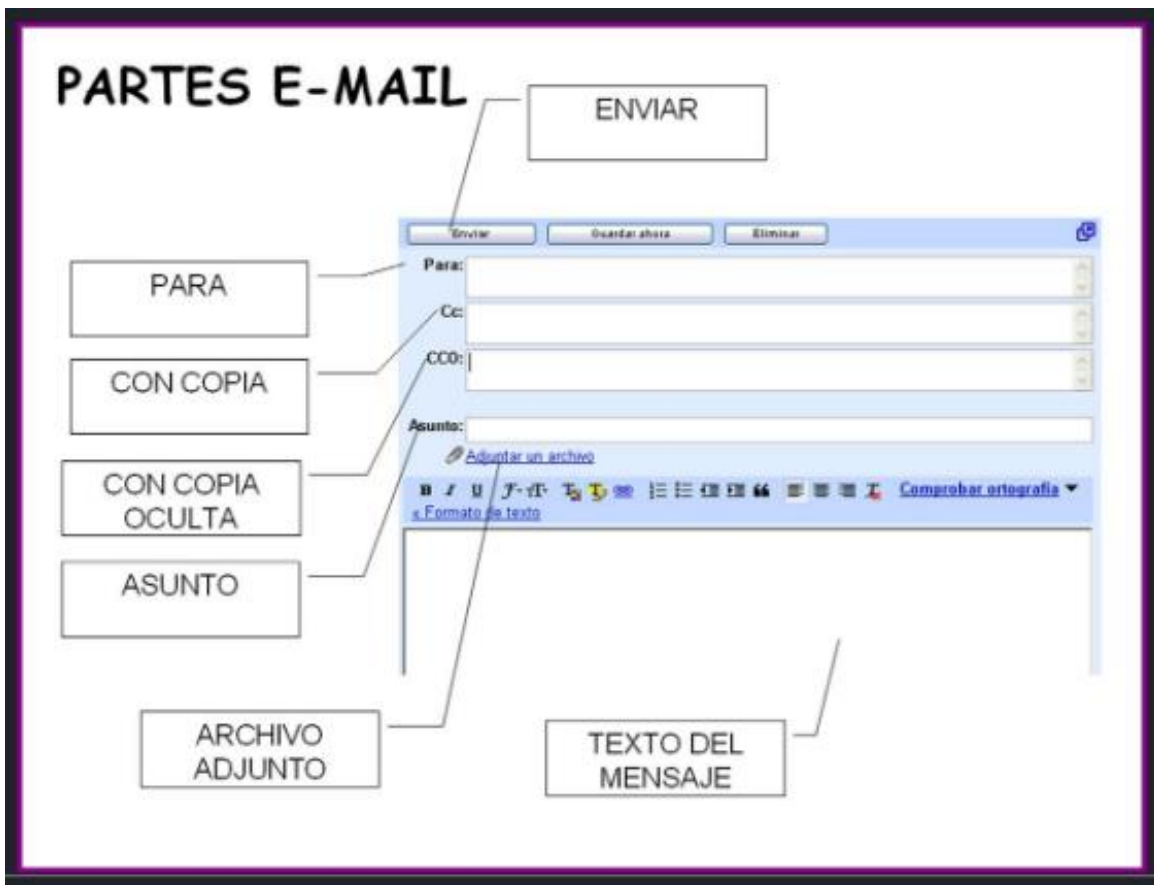 PARTES E-MAIL
ENVIAR
Enviar
Guardar ahora
Eliminar
PARA
Para:
CON COPIA
Cc:
CCO:
CON COPIA
OCULTA
Asunto:
Adjuntar un archivo
B I U
Comprobar ortografía
« Formato de texto
ASUNTO
ARCHIVO
ADJUNTO
TEXTO DEL
MENSAJE